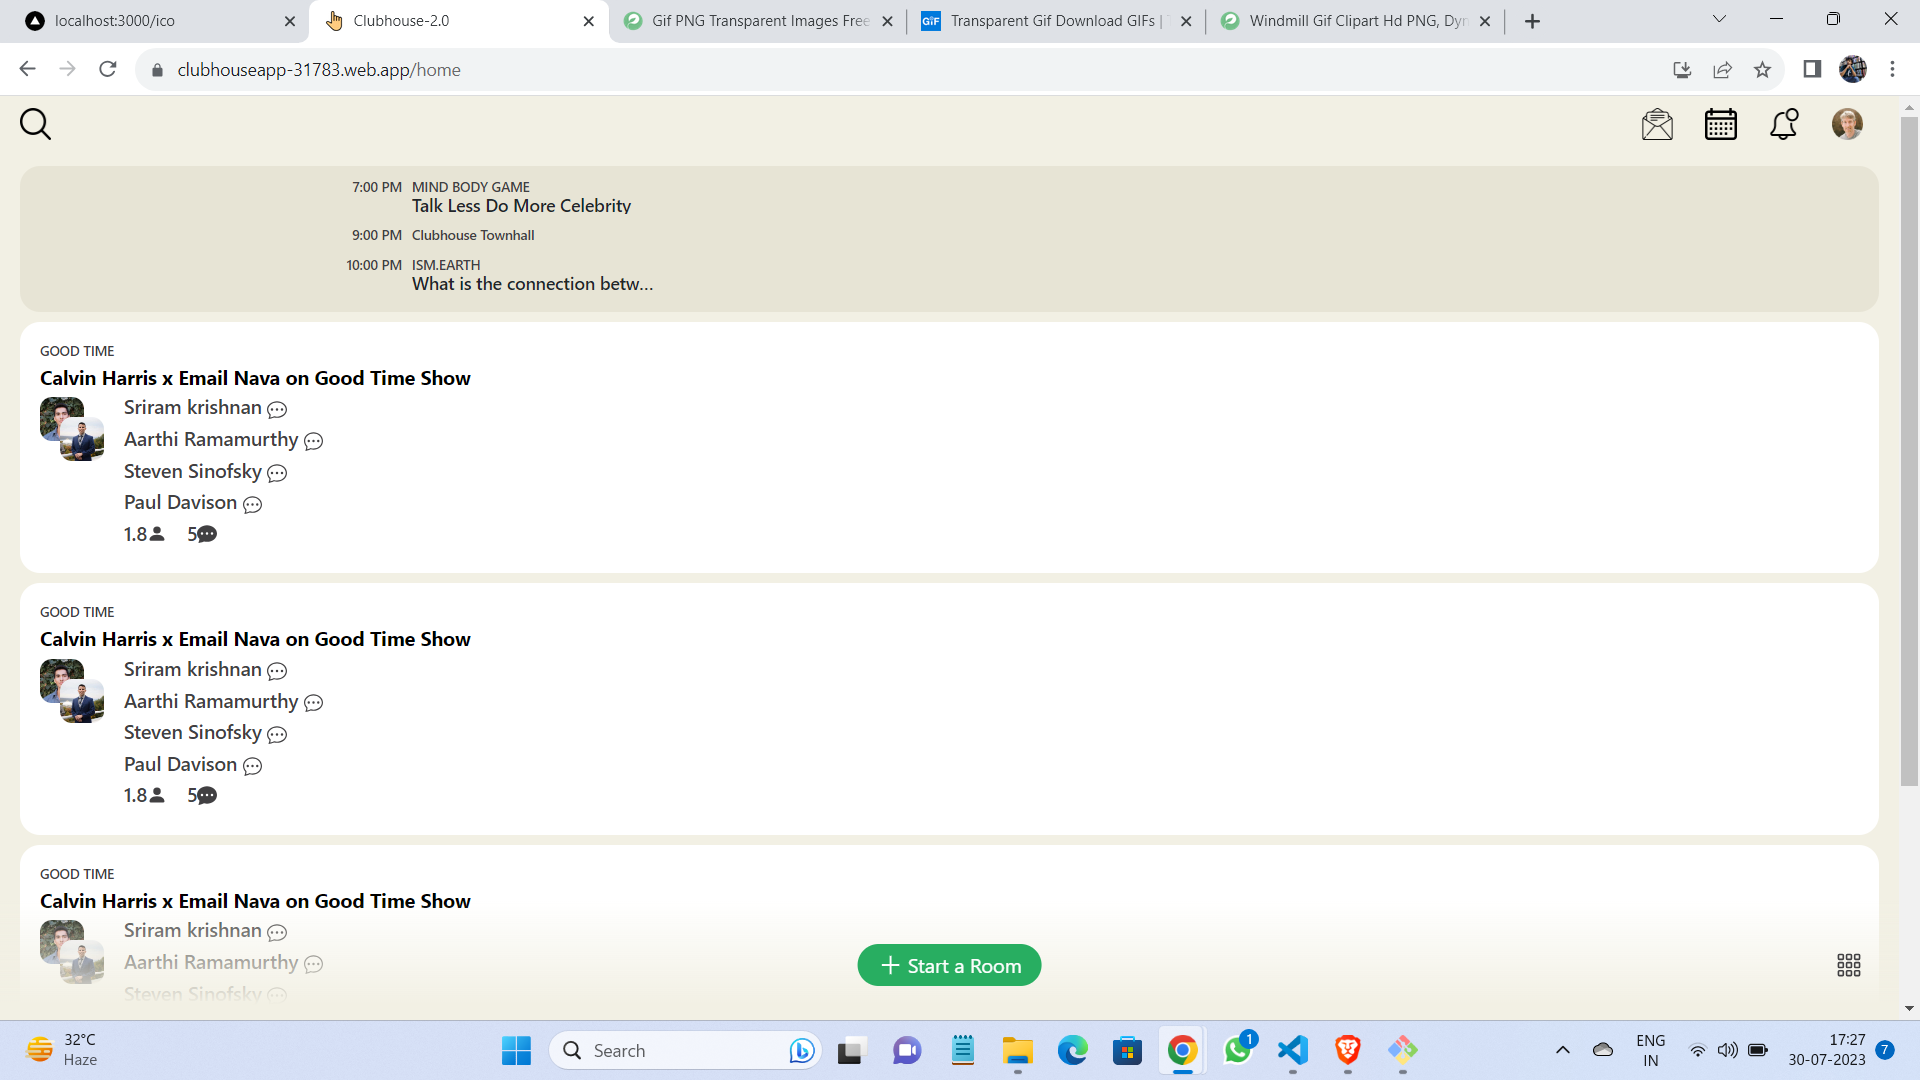 localhost:3000/ico
Clubhouse-2.0
Gif PNG Transparent Images Free
GIF
Transparent Gif Download GIFs |
Windmill Gif Clipart Hd PNG, Dyn
clubhouseapp-31783.web.app/home
7:00 PM MIND BODY GAME
Talk Less Do More Celebrity
9:00 PM Clubhouse Townhall
10:00 PM ISM.EARTH
What is the connection betw...
GOOD TIME
Calvin Harris x Email Nava on Good Time Show
Sriram krishnan
Aarthi Ramamurthy
Steven Sinofsky
Paul Davison
1.8 5
GOOD TIME
Calvin Harris x Email Nava on Good Time Show
Sriram krishnan
Aarthi Ramamurthy
Steven Sinofsky
Paul Davison
1.8 5
GOOD TIME
Calvin Harris x Email Nava on Good Time Show
Sriram krishnan
Aarthi Ramamurthy
Steven Sinofsky
+ Start a Room
32°C
Haze
Search
1
ENG
IN
17:27
30-07-2023
7